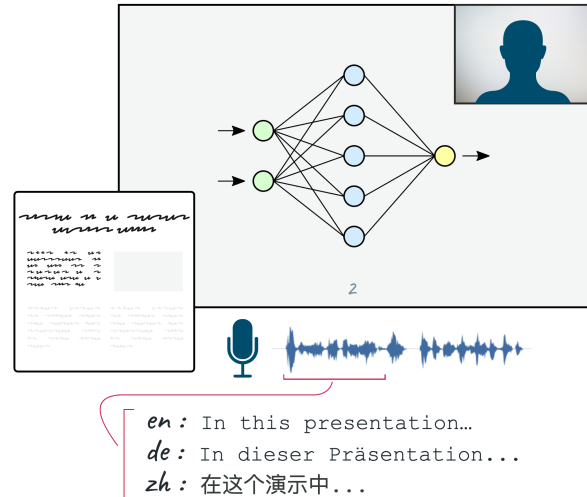 2
en: In this presentation…
de: In dieser Präsentation...
zh: 在这个演示中...